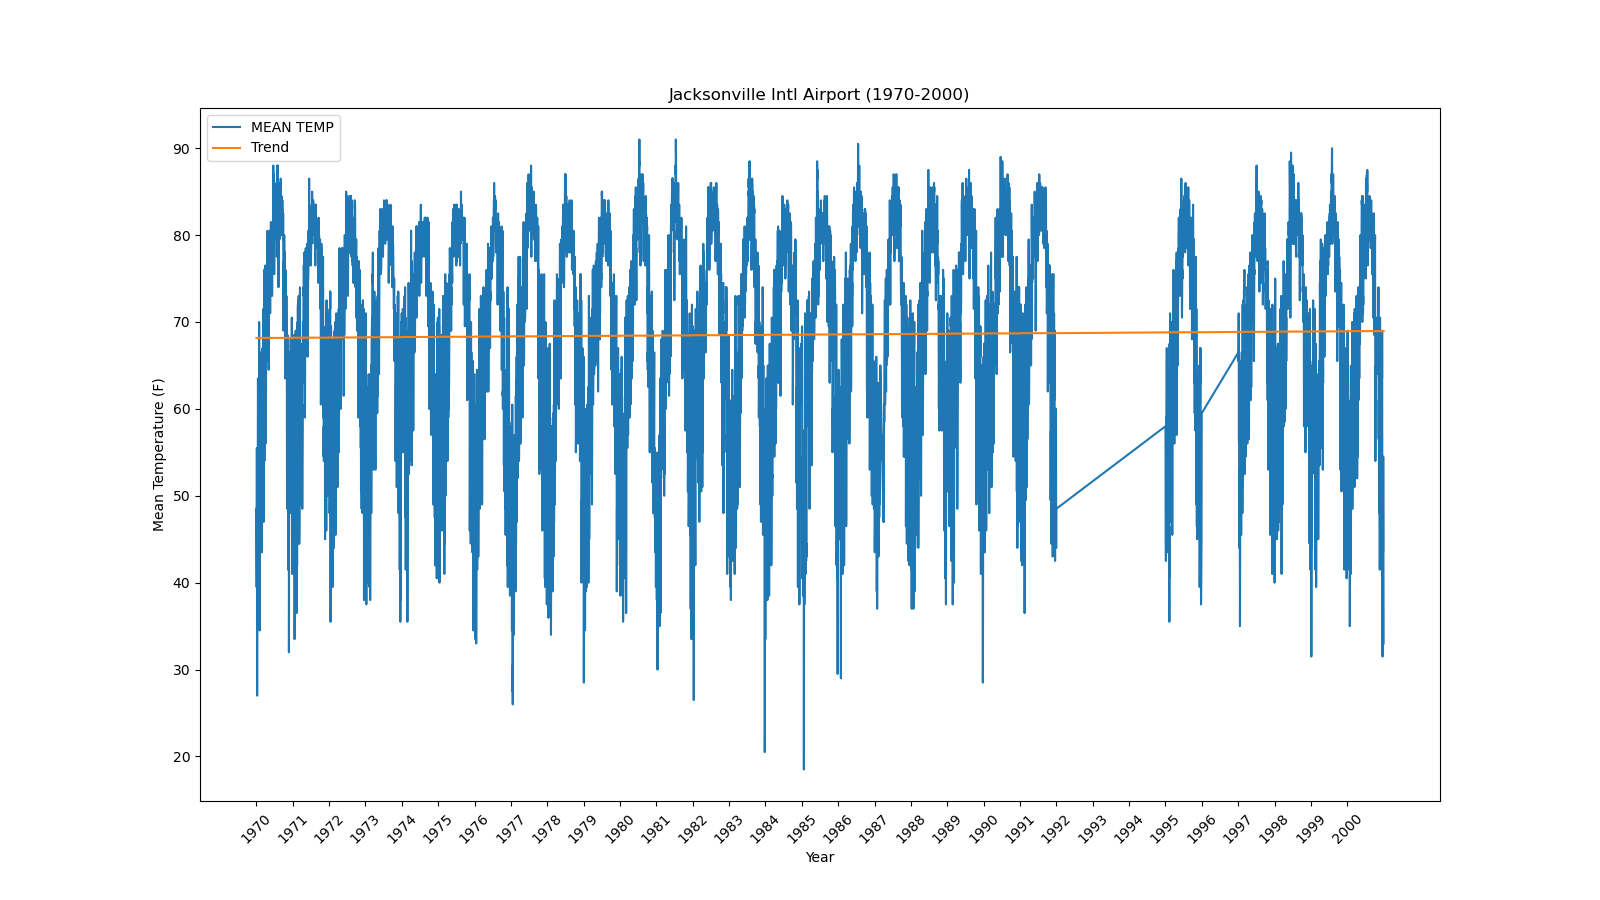 Jacksonville Intl Airport (1970-2000)
MEAN TEMP
Trend
90
80
70
60
50
40
30
20
Mean Temperature (F)
1970 1971 1972 1973 1974 1975 1976 1977 1978 1979 1980 1981 1982 1983 1984 1985 1986 1987 1988 1989 1990 1991 1992 1993 1994 1995 1996 1997 1998 1999 2000
Year